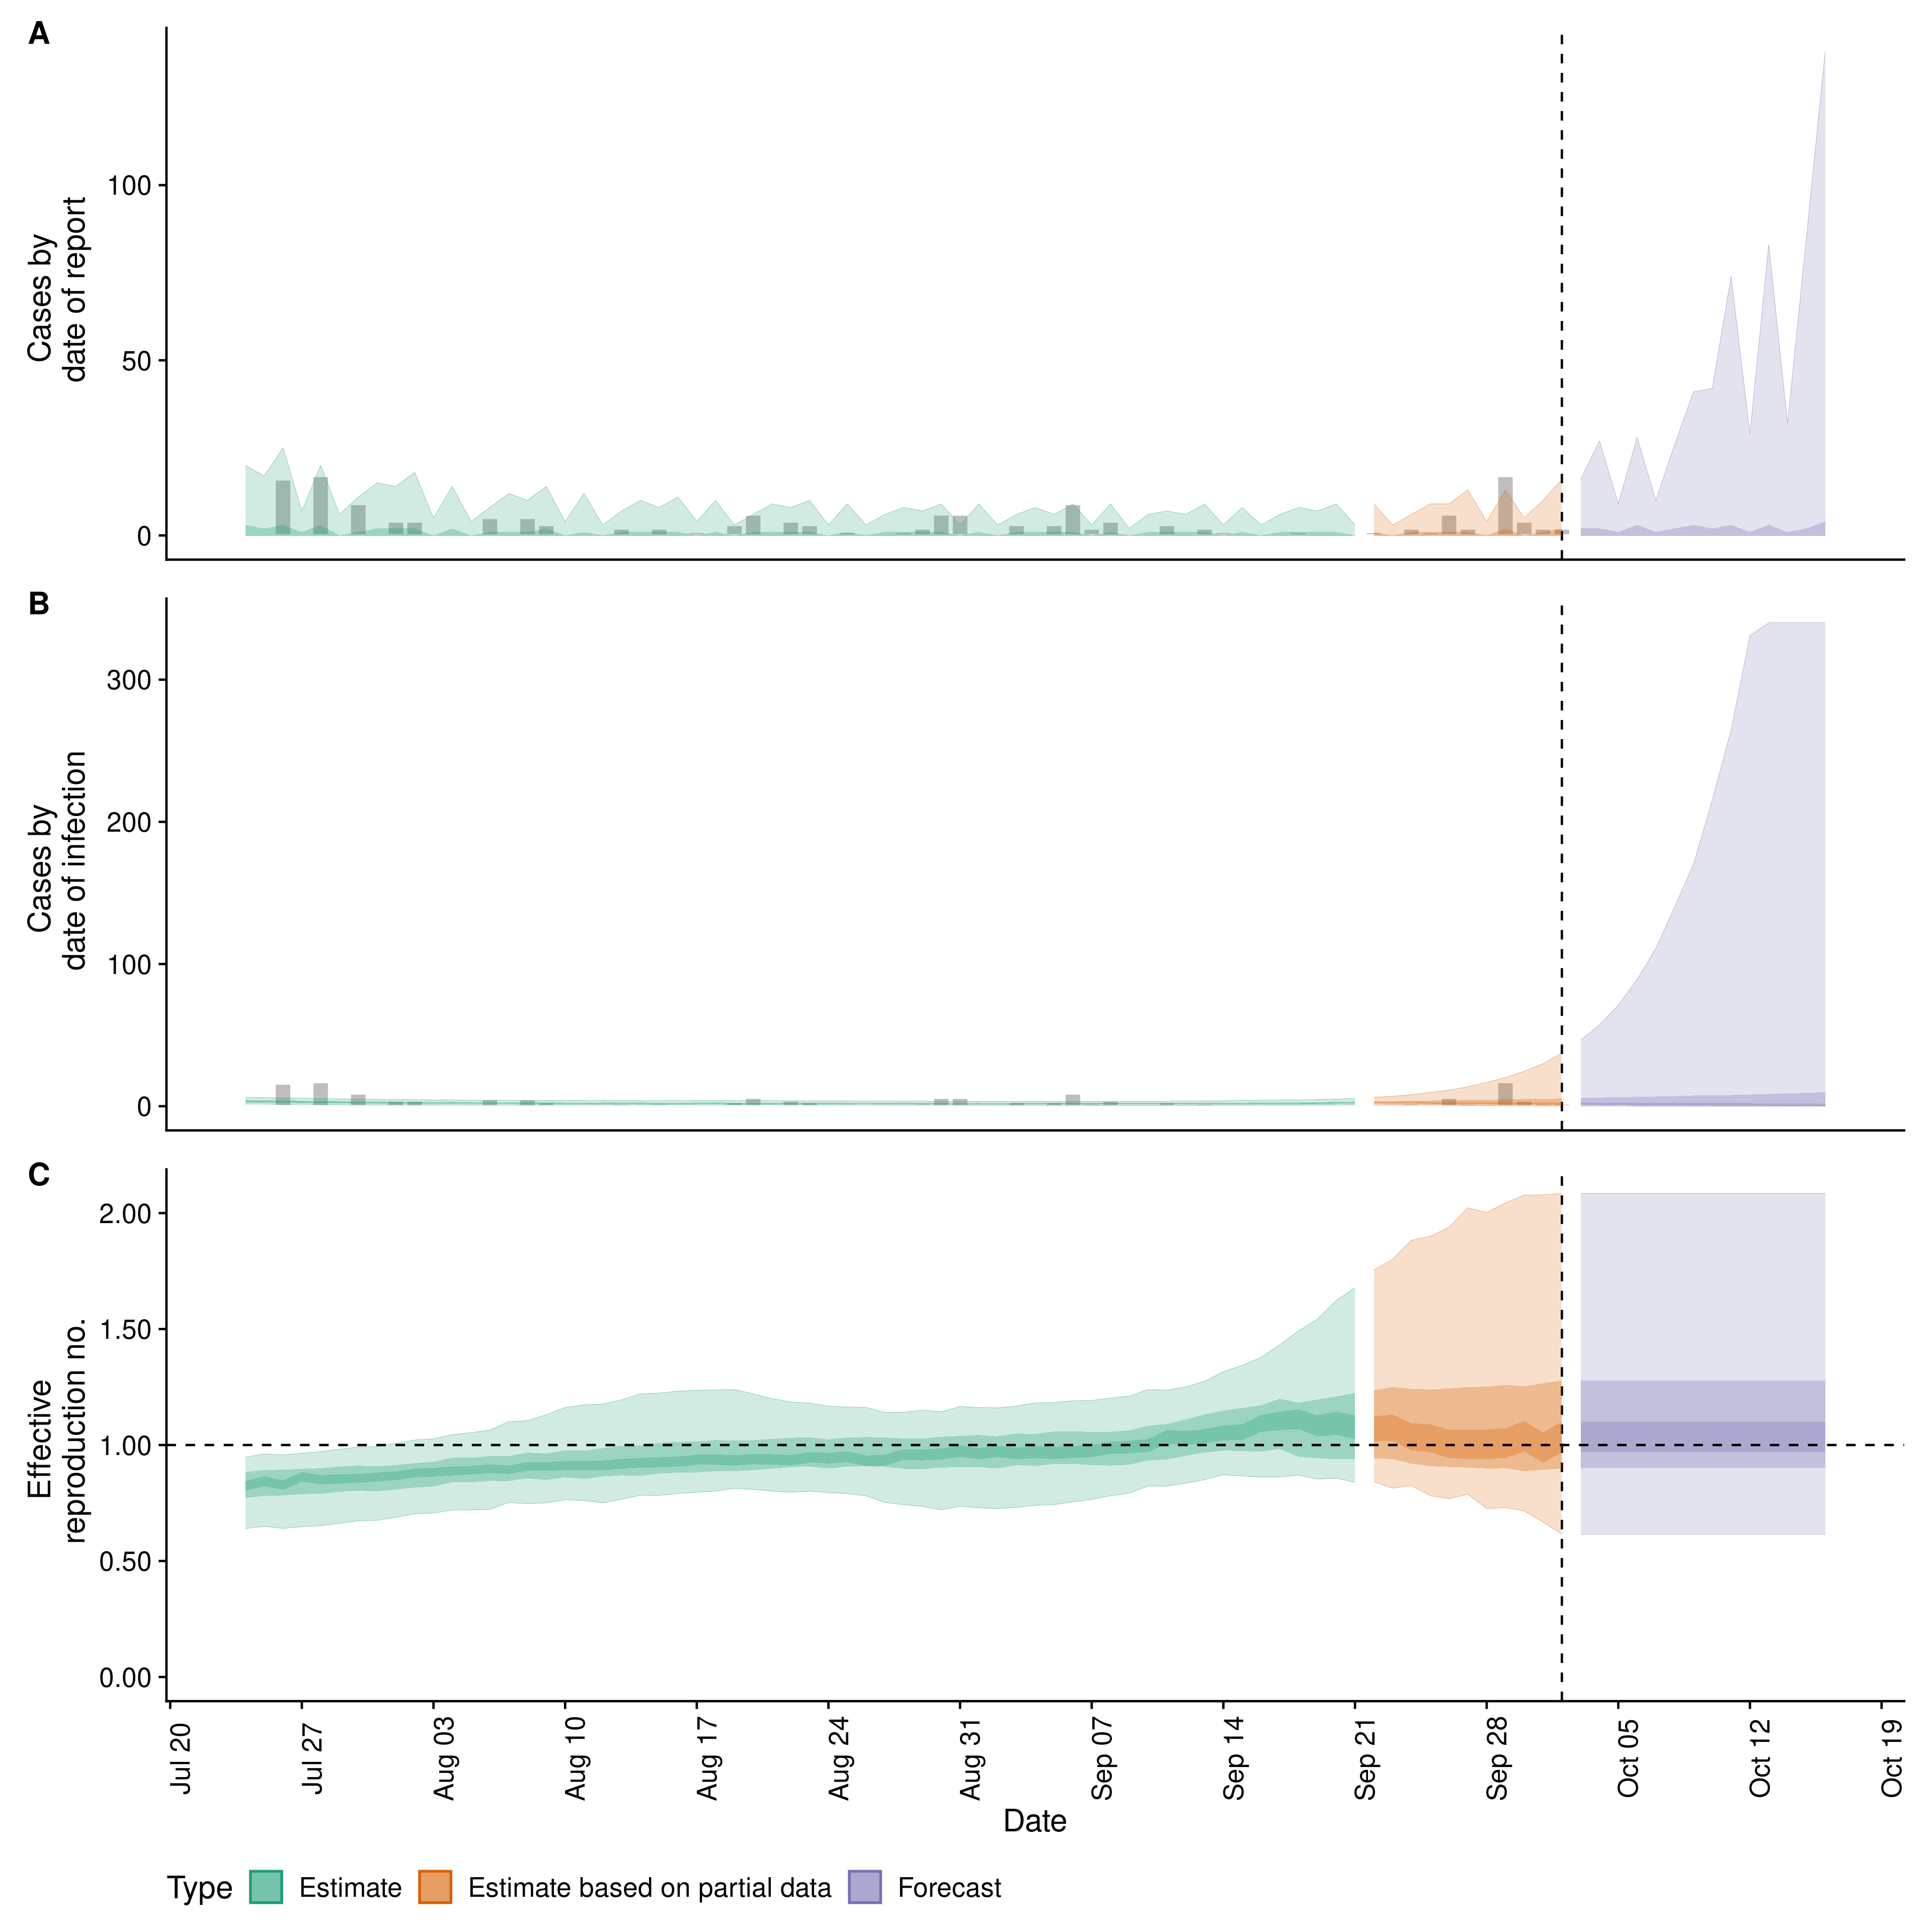 A
Cases by
date of report
100
50
0
B
Cases by
date of infection
300
200
100
0
C
Effective
reproduction no.
2.00
1.50
1.00
0.50
0.00
Jul 20
Jul 27
Aug 03
Aug 10
Aug 17
Aug 24
Aug 31
Sep 07
Sep 14
Sep 21
Sep 28
Oct 05
Oct 12
Oct 19
Date
Type Estimate Estimate based on partial data Forecast